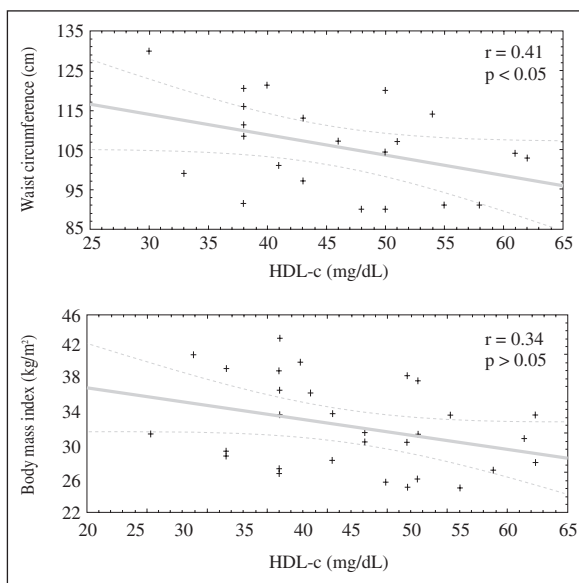 135
125
115
105
95
85
Waist circumference (cm)
r = 0.41
p < 0.05
25 30 35 40 45 50 55 60 65
HDL-c (mg/dL)
46
42
38
34
30
26
22
Body mass index (kg/m²)
r = 0.34
p > 0.05
20 25 30 35 40 45 50 55 60 65
HDL-c (mg/dL)